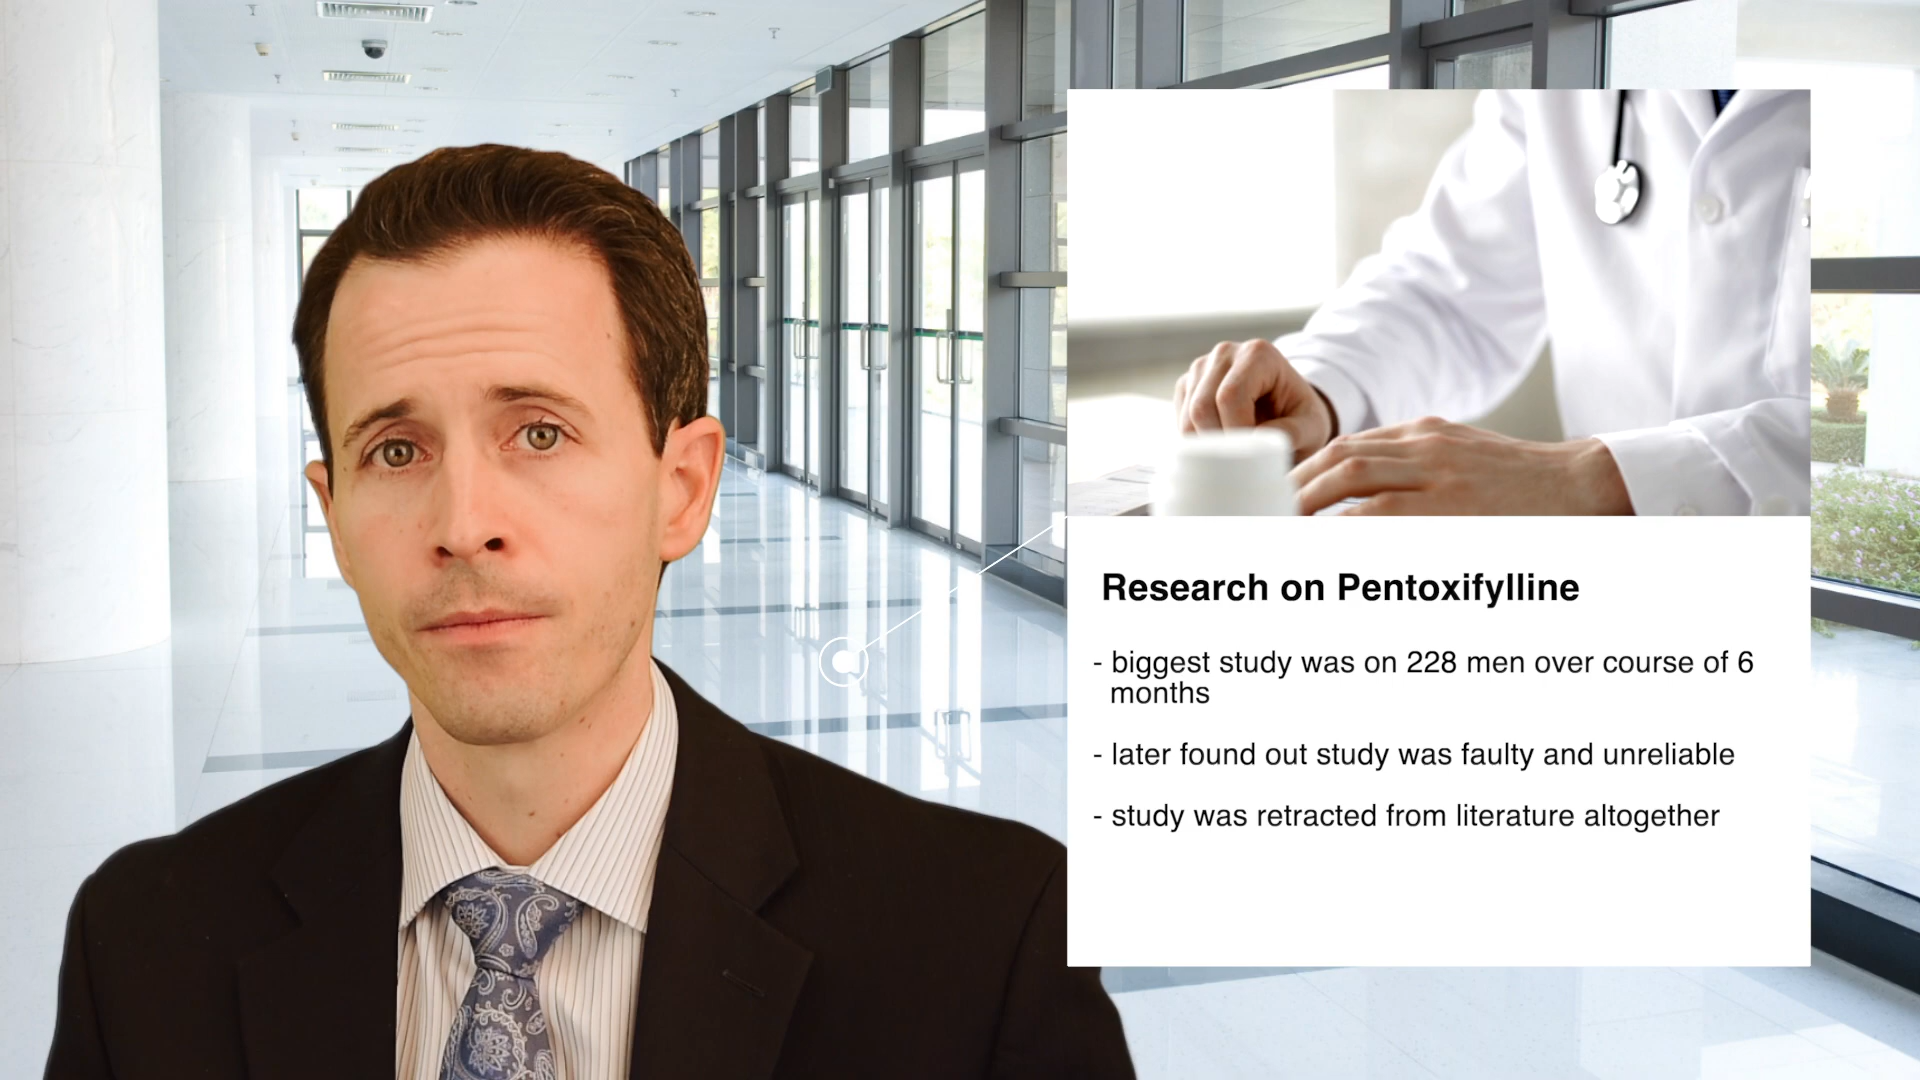 Research on Pentoxifylline
- biggest study was on 228 men over course of 6
months
- later found out study was faulty and unreliable
- study was retracted from literature altogether